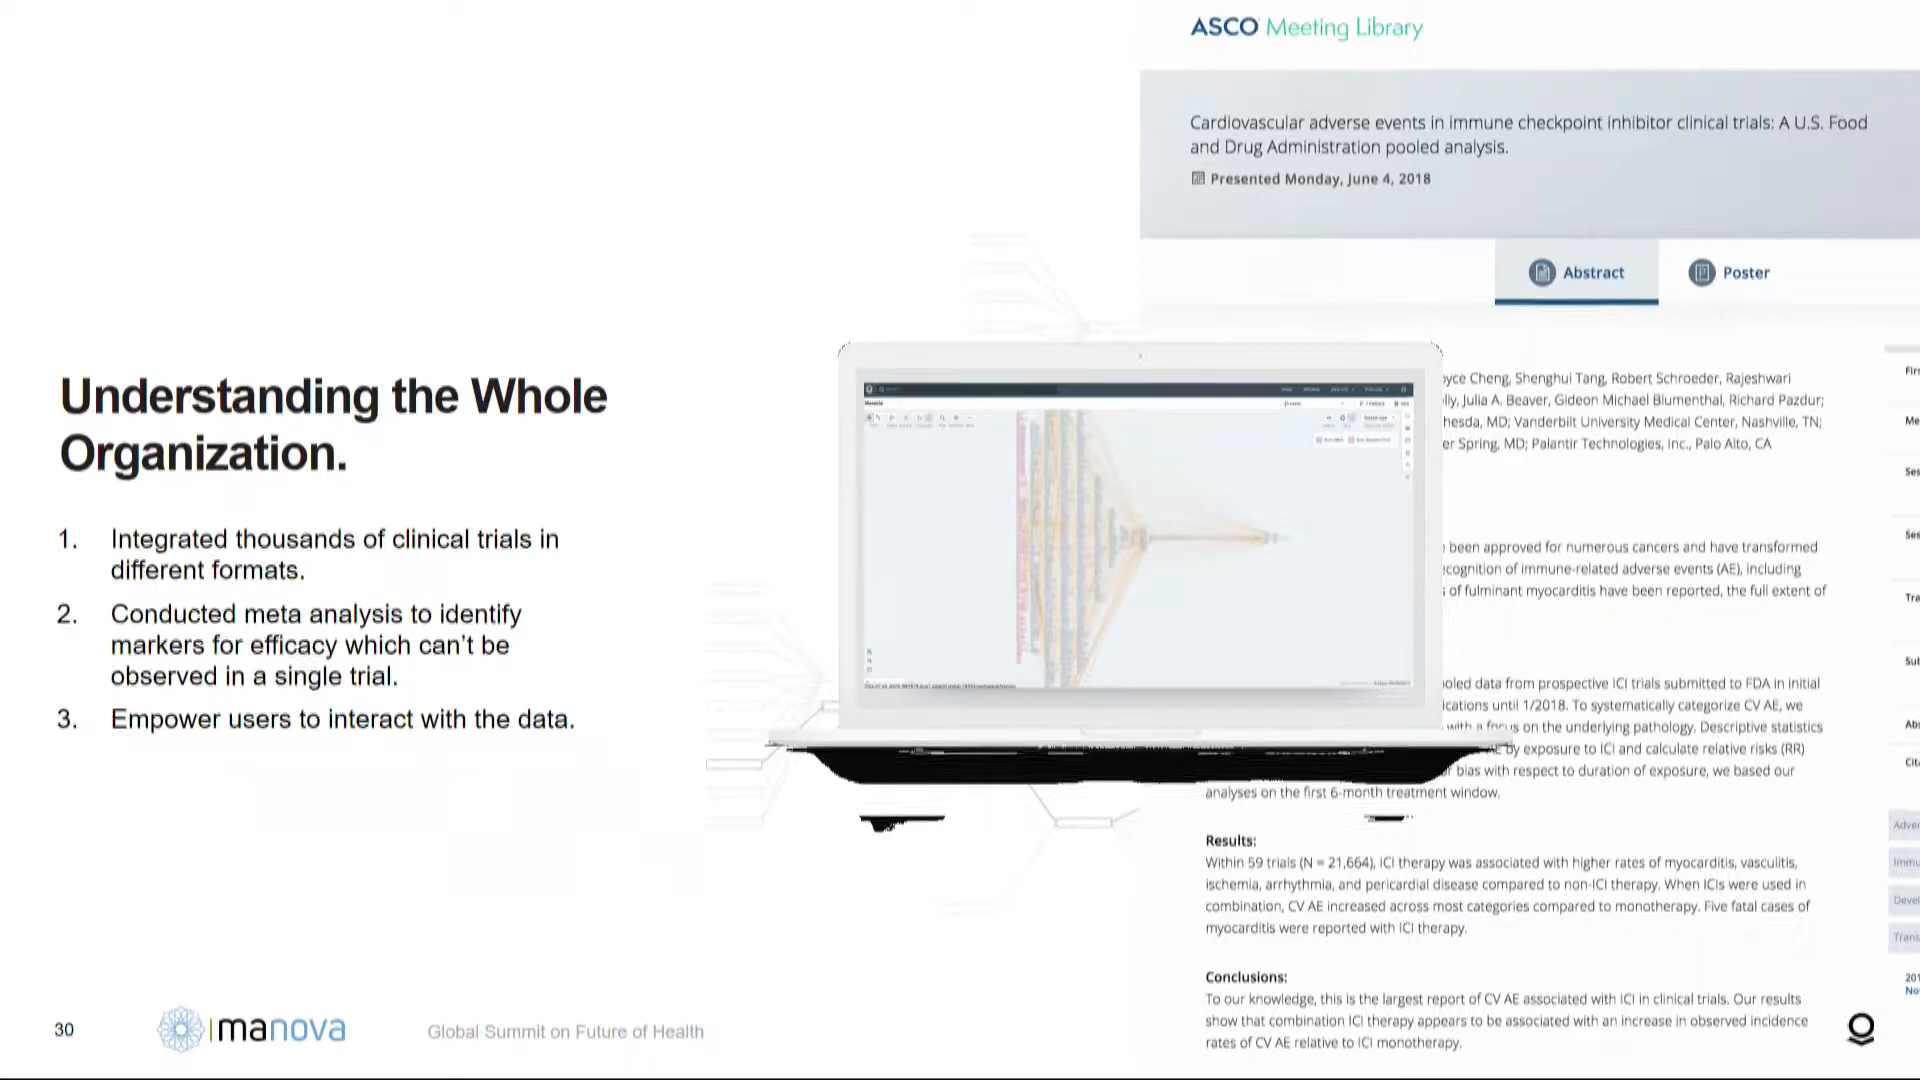 ASCO Meeting Library
Cardiovascular adverse events in immune checkpoint inhibitor clinical trials: A U.S. Food
and Drug Administration pooled analysis.
Presented Monday, June 4, 2018
Abstract
Poster
Understanding the Whole
Organization.
1. Integrated thousands of clinical trials in
different formats.
2. Conducted meta analysis to identify
markers for efficacy which can't be
observed in a single trial.
3. Empower users to interact with the data.
Cheng, Shenghui Tang, Robert Schroeder, Rajeshwari
Julia A. Beaver, Gideon Michael Blumenthal, Richard Pazdur;
MD; Vanderbilt University Medical Center, Nashville, TN;
Spring, MD; Palantir Technologies, Inc., Palo Alto, CA
been approved for numerous cancers and have transformed
of immune-related adverse events (AE), including
of fulminant myocarditis have been reported, the full extent of
data from prospective ICI trials submitted to FDA in initial
until 1/2018. To systematically categorize CV AE, we
with a focus on the underlying pathology. Descriptive statistics
by exposure to ICI and calculate relative risks (RR)
bias with respect to duration of exposure, we based our
analyses on the first 6-month treatment window.
Results:
Within 59 trials (N = 21,664), ICI therapy was associated with higher rates of myocarditis, vasculitis,
ischemia, arrhythmia, and pericardial disease compared to non-ICI therapy. When ICIs were used in
combination, CV AE increased across most categories compared to monotherapy. Five fatal cases of
myocarditis were reported with ICI therapy.
Conclusions:
To our knowledge, this is the largest report of CV AE associated with ICI in clinical trials. Our results
show that combination ICI therapy appears to be associated with an increase in observed incidence
rates of CV AE relative to ICI monotherapy.
30
manova
Global Summit on Future of Health